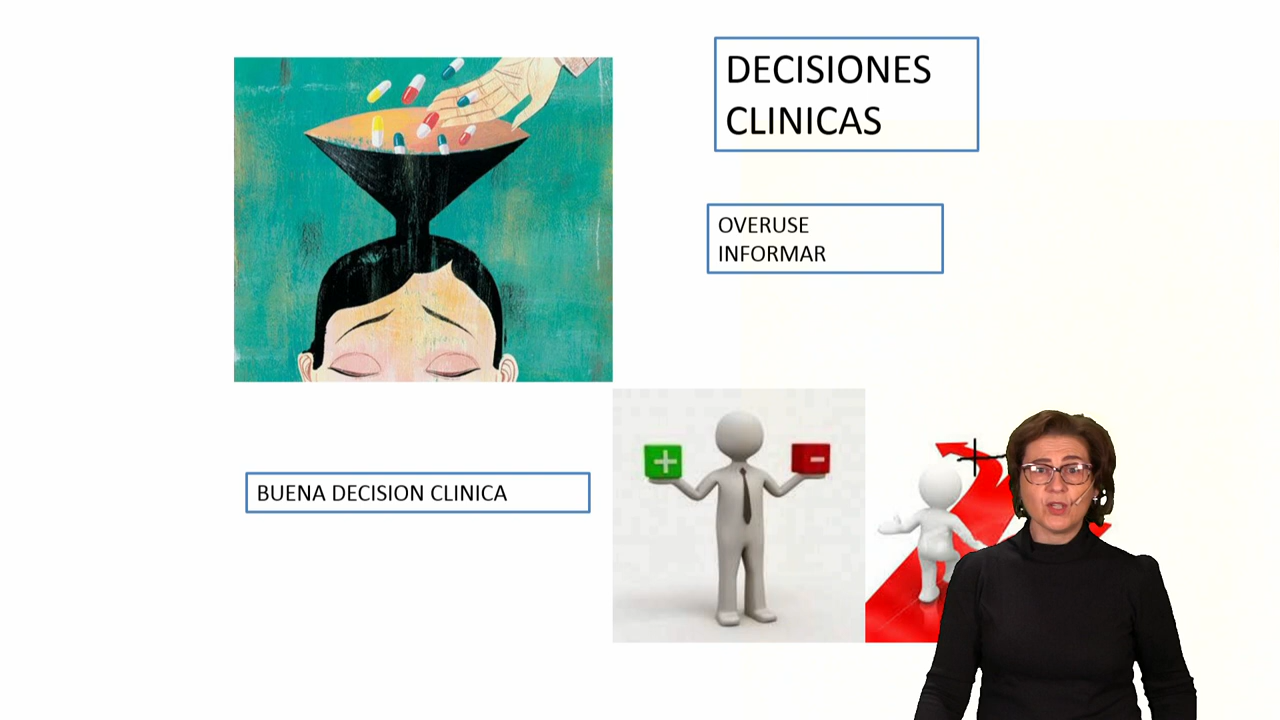 DECISIONES
CLINICAS
OVERUSE
INFORMAR
BUENA DECISION CLINICA